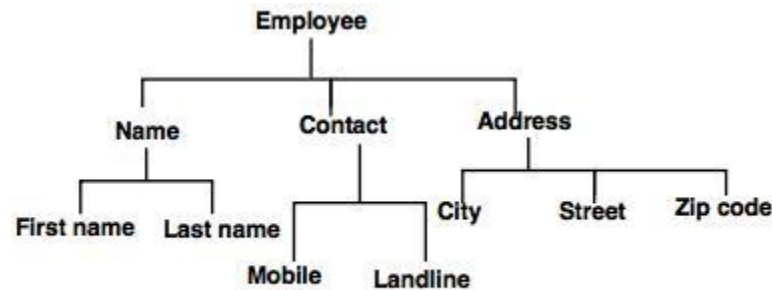 Employee
Name
Contact
Address
First name
Last name
Mobile
Landline
City
Street
Zip code